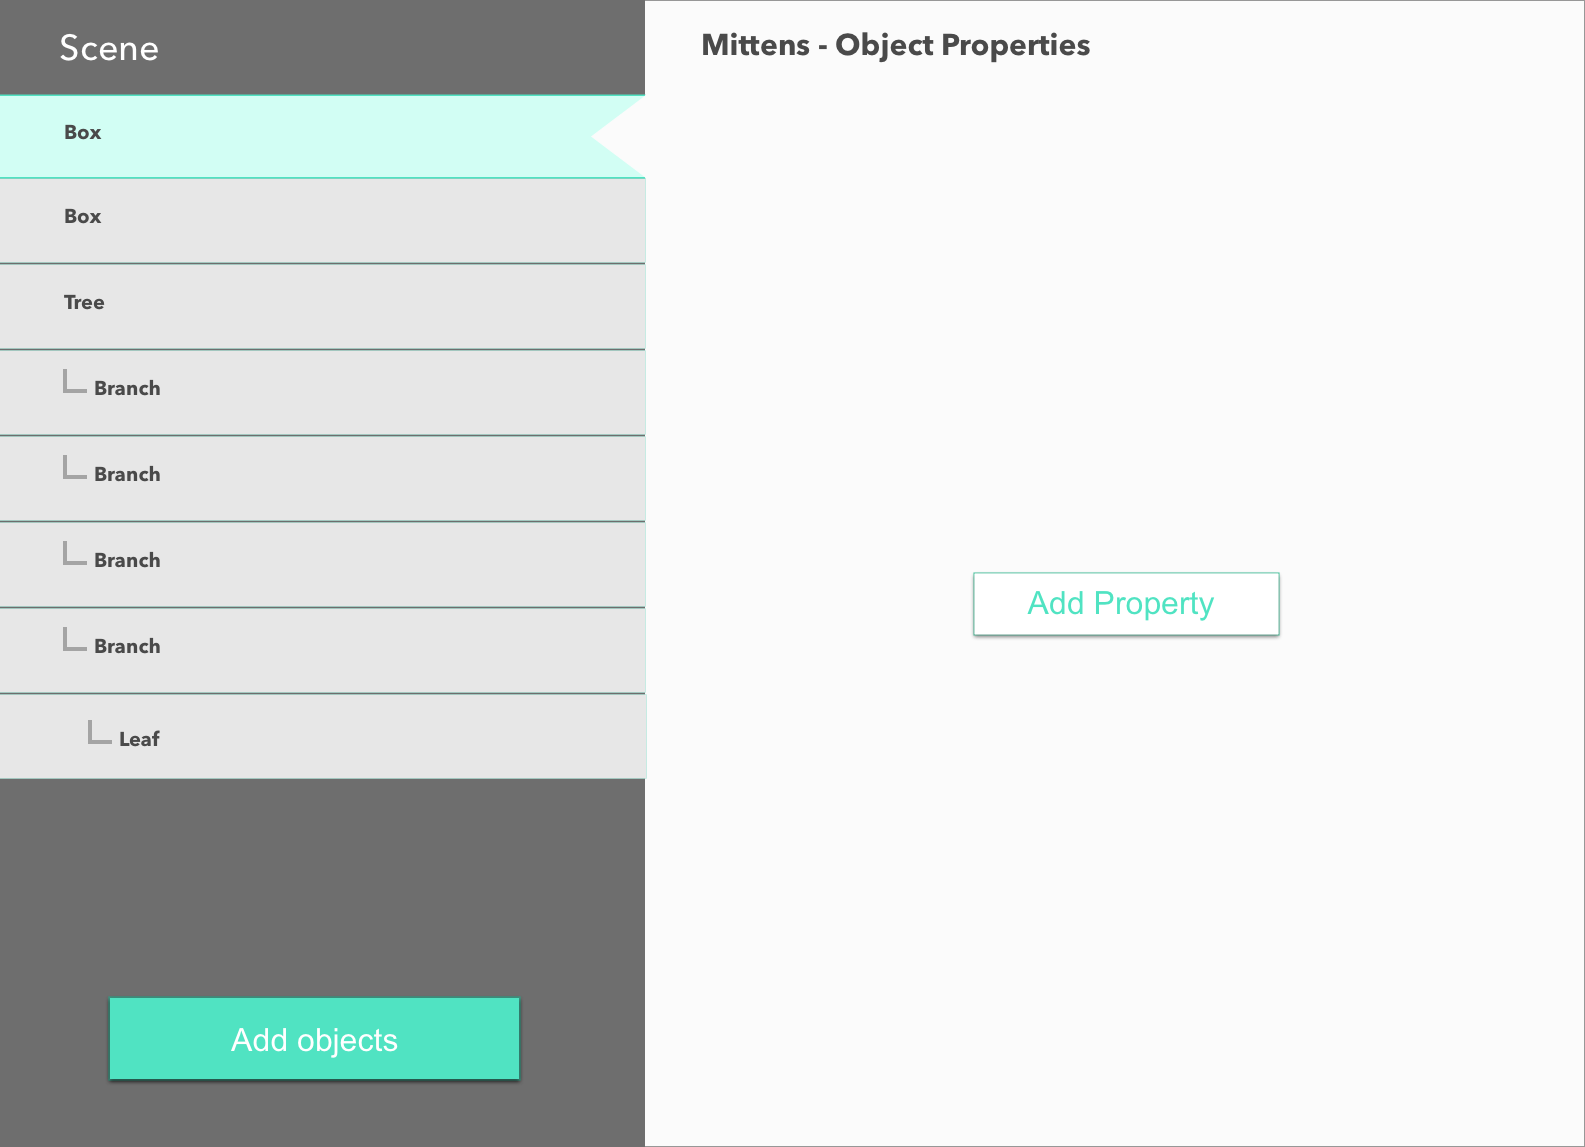 Scene
Box
Box
Tree
Branch
Branch
Branch
Branch
Leaf
Add objects
Mittens - Object Properties
Add Property